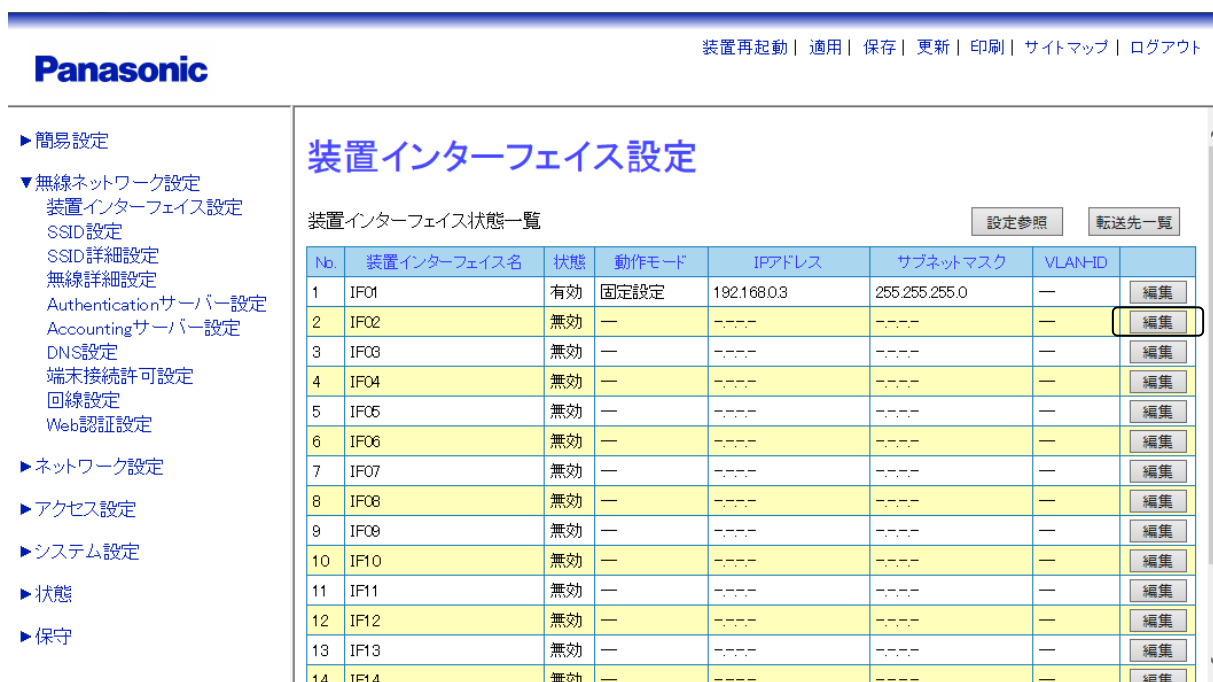 装置再起動| 適用| 保存| 更新| 印刷| サイトマップ| ログアウト
Panasonic
▶簡易設定
▼無線ネットワーク設定
装置インターフェイス設定
SSID設定
SSID詳細設定
無線詳細設定
Authenticationサーバー設定
Accountingサーバー設定
DNS設定
端末接続許可設定
回線設定
Web認証設定
▶ネットワーク設定
▶アクセス設定
▶システム設定
▶状態
▶保守
装置インターフェイス設定
装置インターフェイス状態一覧 設定参照 転送先一覧
No. 装置インターフェイス名 状態 動作モード IPアドレス サブネットマスク VLAN-ID
1 IF01 有効 固定設定 192.168.0.3 255.255.255.0 — 編集
2 IF02 無効 — -.-.-.- -.-.-.- — 編集
3 IF03 無効 — -.-.-.- -.-.-.- — 編集
4 IF04 無効 — -.-.-.- -.-.-.- — 編集
5 IF05 無効 — -.-.-.- -.-.-.- — 編集
6 IF06 無効 — -.-.-.- -.-.-.- — 編集
7 IF07 無効 — -.-.-.- -.-.-.- — 編集
8 IF08 無効 — -.-.-.- -.-.-.- — 編集
9 IF09 無効 — -.-.-.- -.-.-.- — 編集
10 IF10 無効 — -.-.-.- -.-.-.- — 編集
11 IF11 無効 — -.-.-.- -.-.-.- — 編集
12 IF12 無効 — -.-.-.- -.-.-.- — 編集
13 IF13 無効 — -.-.-.- -.-.-.- — 編集
14 IF14 無効 — -.-.-.- -.-.-.- — 編集